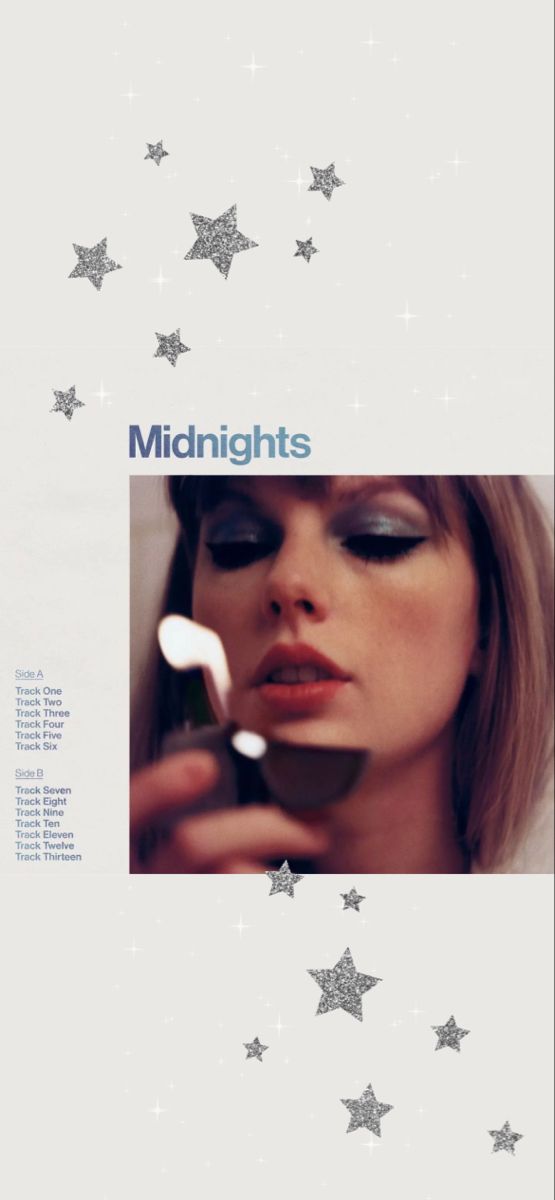 Midnights
Side A
Track One
Track Two
Track Three
Track Four
Track Five
Track Six
Side B
Track Seven
Track Eight
Track Nine
Track Ten
Track Eleven
Track Twelve
Track Thirteen